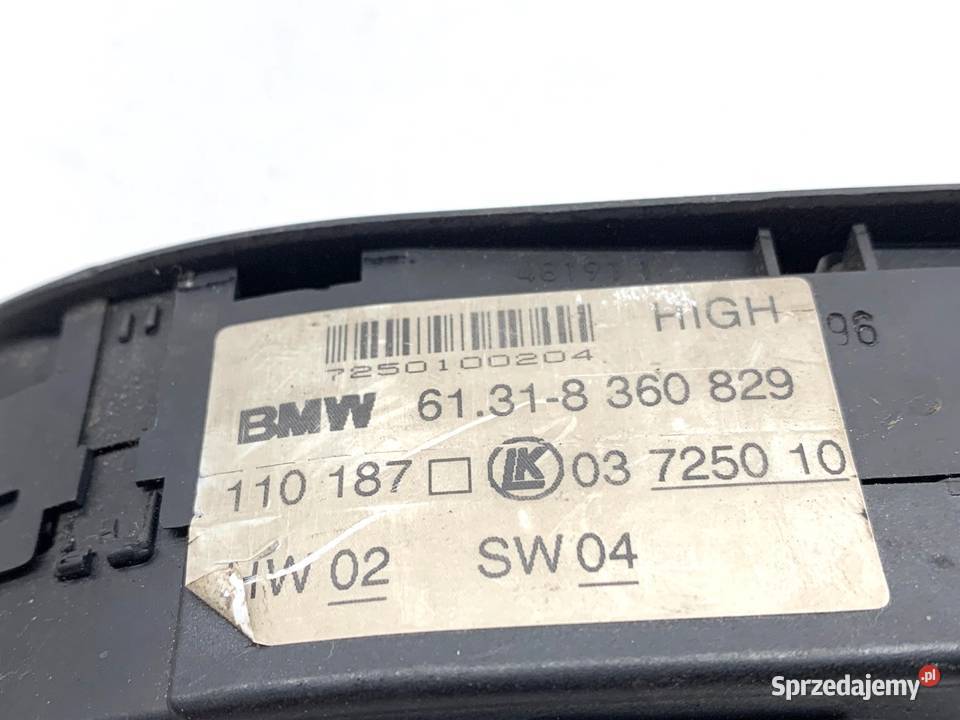 HIGH
96
7250100204
BMW 61.31-8 360 829
110 187 LK 03 7250 10
HW 02 SW 04
Sprzedajemy.pl